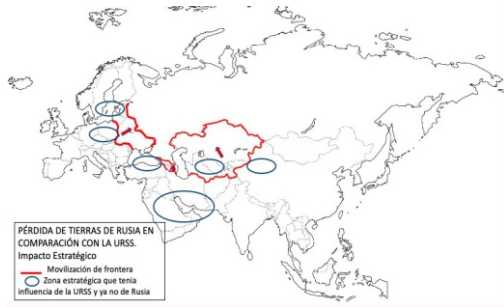 PÉRDIDA DE TIERRAS DE RUSIA EN
COMPARACIÓN CON LA URSS.
Impacto Estratégico
Movilización de frontera
Zona estratégica que tenia
influencia de la URSS y ya no de Rusia